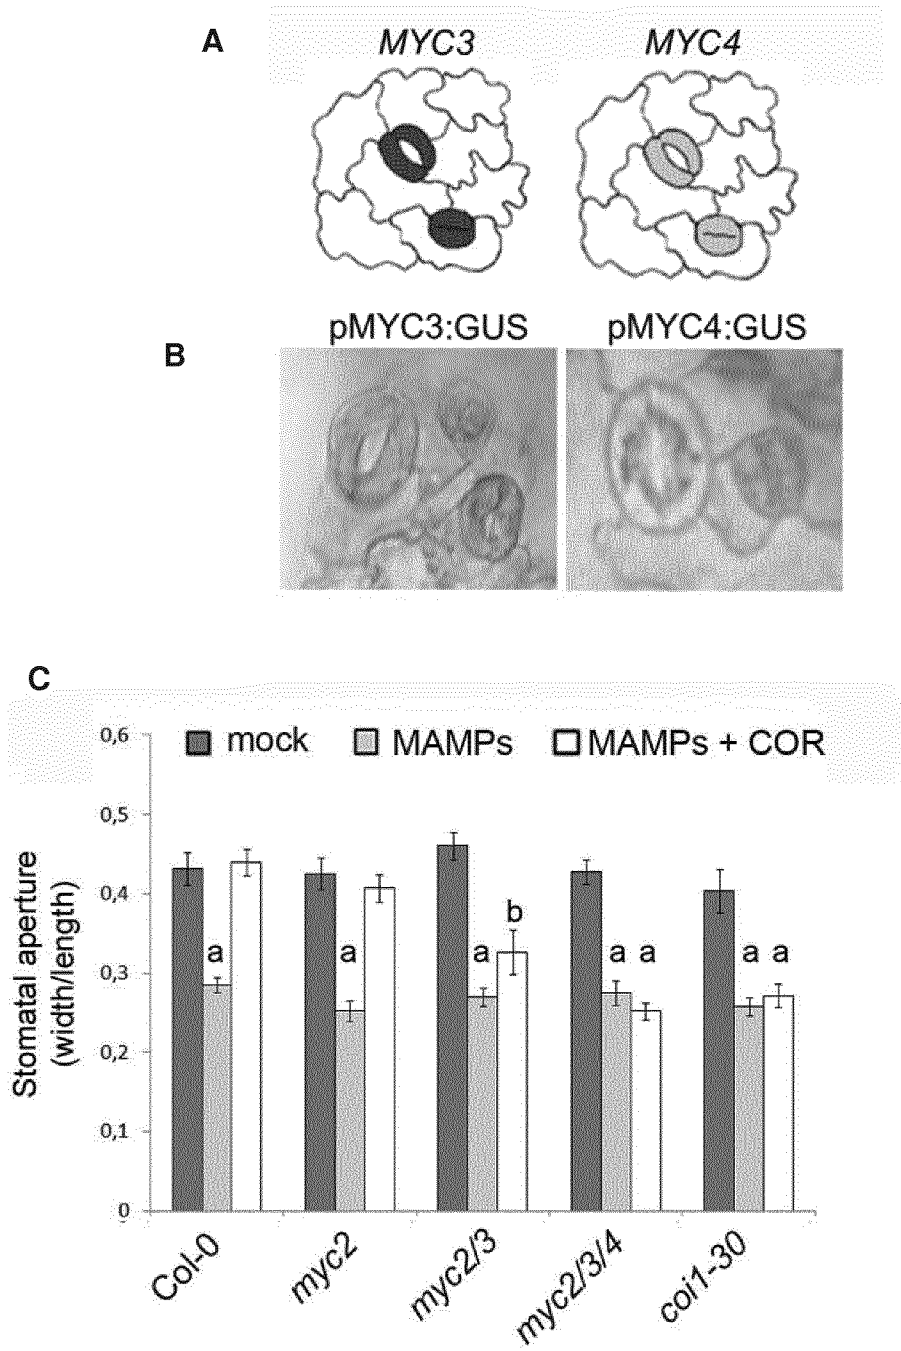 A
MYC3 MYC4
pMYC3:GUS pMYC4:GUS
B
C
mock MAMPs MAMPs + COR
0,6
0,5
0,4
0,3
0,2
0,1
0
Stomatal aperture
(width/length)
a a a b a a a a
Col-0 myc2 myc2/3 myc2/3/4 coi1-30